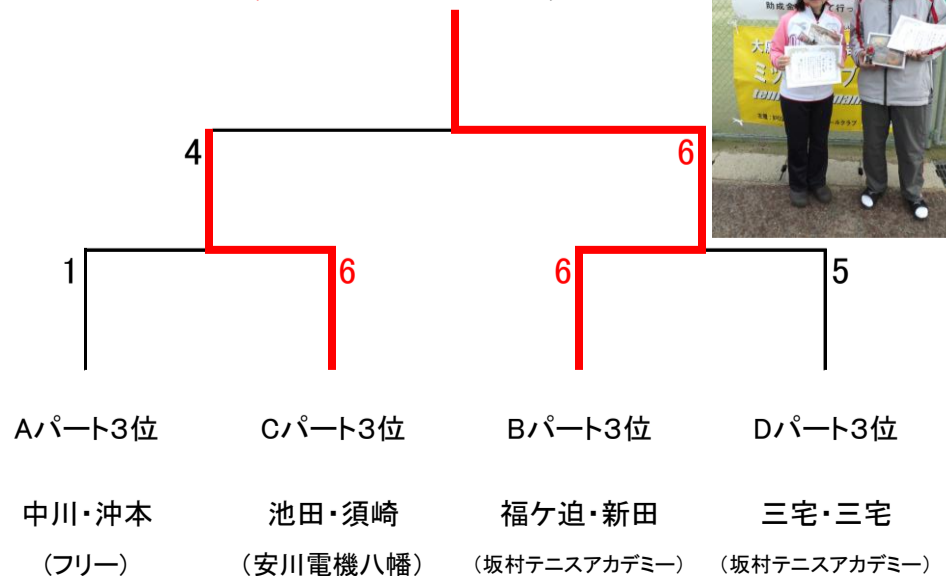 4
6
1
6
6
5
Aパート3位
Cパート3位
Bパート3位
Dパート3位
中川・沖本
池田・須崎
福ケ迫・新田
三宅・三宅
(フリー)
(安川電機八幡)
(坂村テニスアカデミー)
(坂村テニスアカデミー)